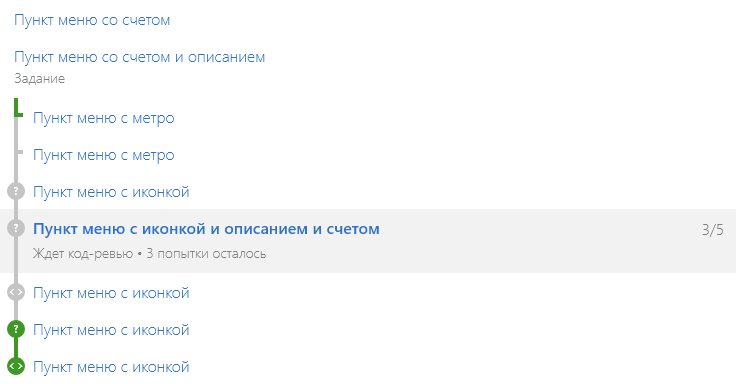 Пункт меню со счетом
Пункт меню со счетом и описанием
Задание
Пункт меню с метро
Пункт меню с метро
? Пункт меню с иконкой
? Пункт меню с иконкой и описанием и счетом 3/5
Ждет код-ревью • 3 попытки осталось
<> Пункт меню с иконкой
? Пункт меню с иконкой
<> Пункт меню с иконкой